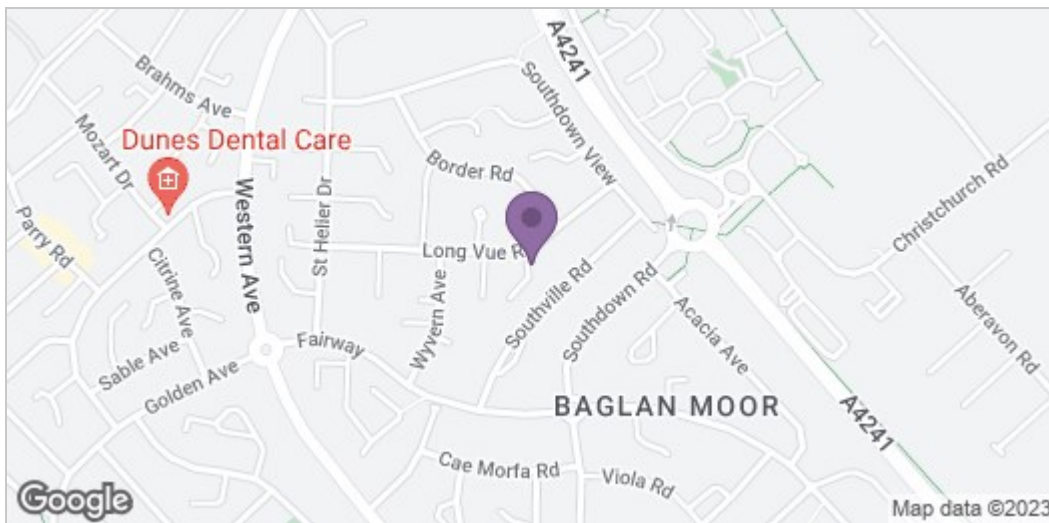 A4241
Southdown View
Brahms Ave
Mozart Dr
Dunes Dental Care
Border Rd
Christchurch Rd
Western Ave
St Helier Dr
Parry Rd
Long Vue R
Citrine Ave
Wyvern Ave
Southville Rd
Southdown Rd
Acacia Ave
Aberavon Rd
Fairway
Sable Ave
Golden Ave
BAGLAN MOOR
A4241
Cae Morfa Rd
Viola Rd
Google
Map data ©2023